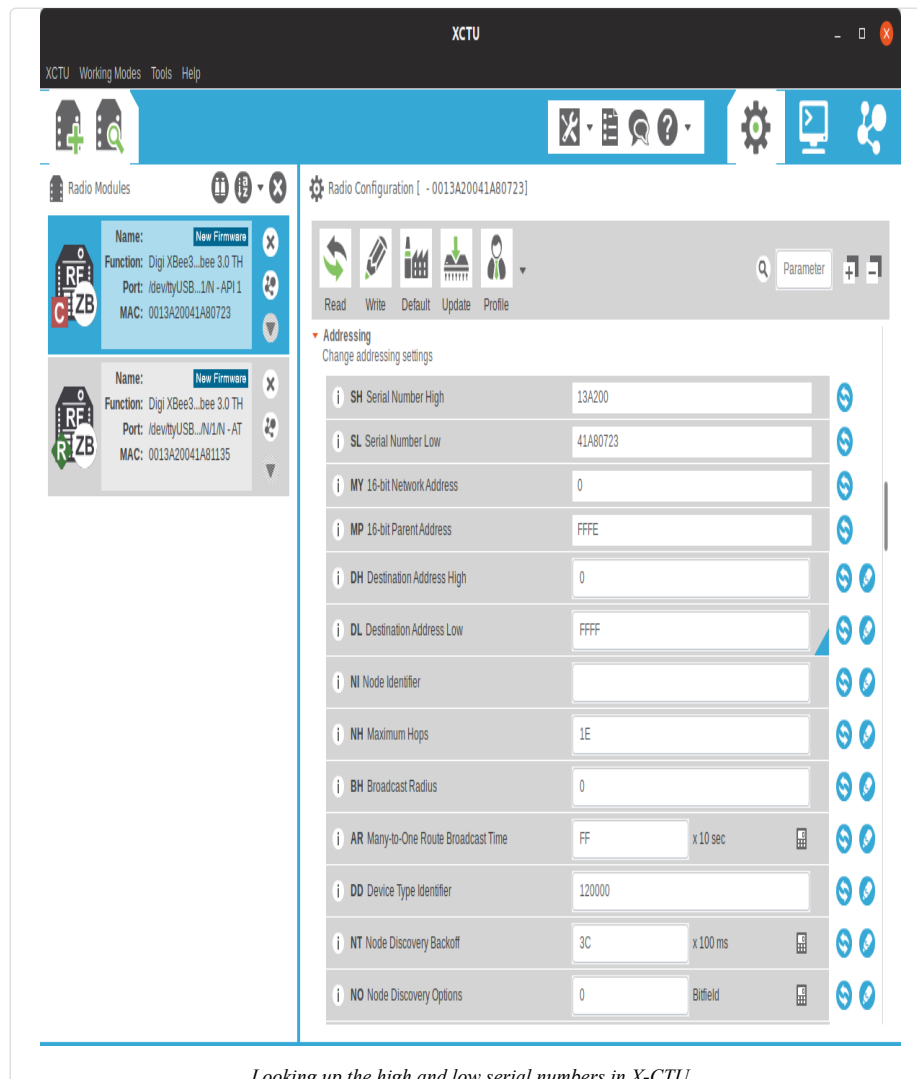 XCTU
XCTU Working Modes Tools Help
Radio Modules
Name: New Firmware
Function: Digi XBee3...bee 3.0 TH
Port: /dev/ttyUSB...1/N - API 1
MAC: 0013A20041A80723
RF
C ZB
Name: New Firmware
Function: Digi XBee3...bee 3.0 TH
Port: /dev/ttyUSB.../N/1/N - AT
MAC: 0013A20041A81135
RF
R ZB
Radio Configuration [ - 0013A20041A80723]
Read Write Default Update Profile
Parameter
Addressing
Change addressing settings
i SH Serial Number High 13A200
i SL Serial Number Low 41A80723
i MY 16-bit Network Address 0
i MP 16-bit Parent Address FFFE
i DH Destination Address High 0
i DL Destination Address Low FFFF
i NI Node Identifier
i NH Maximum Hops 1E
i BH Broadcast Radius 0
i AR Many-to-One Route Broadcast Time FF x 10 sec
i DD Device Type Identifier 120000
i NT Node Discovery Backoff 3C x 100 ms
i NO Node Discovery Options 0 Bitfield
Looking up the high and low serial numbers in X-CTU